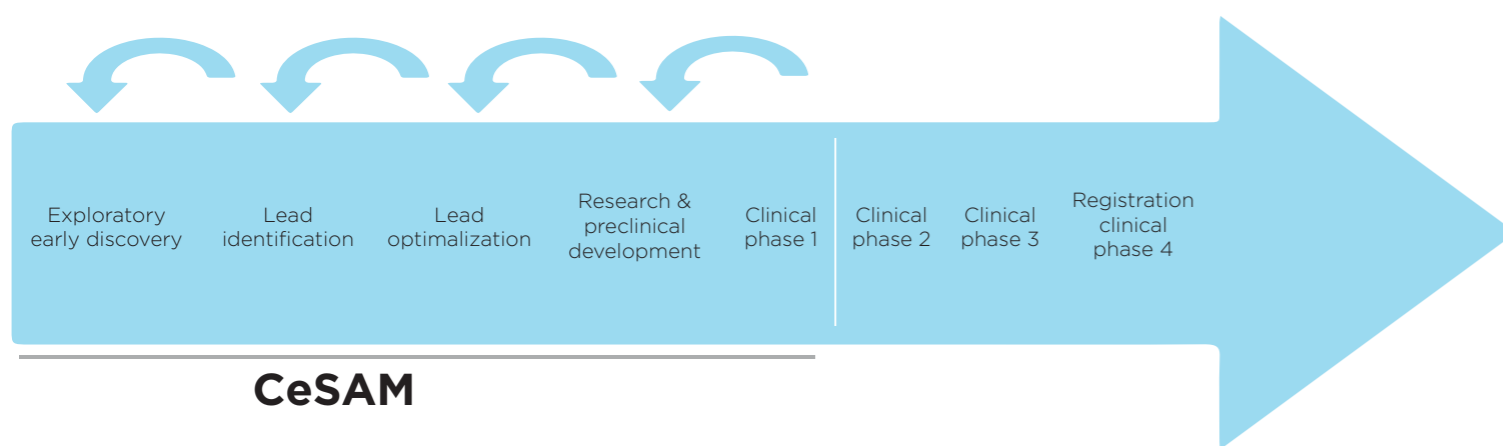 Exploratory
early discovery
Lead
identification
Lead
optimalization
Research &
preclinical
development
Clinical
phase 1
Clinical
phase 2
Clinical
phase 3
Registration
clinical
phase 4
CeSAM